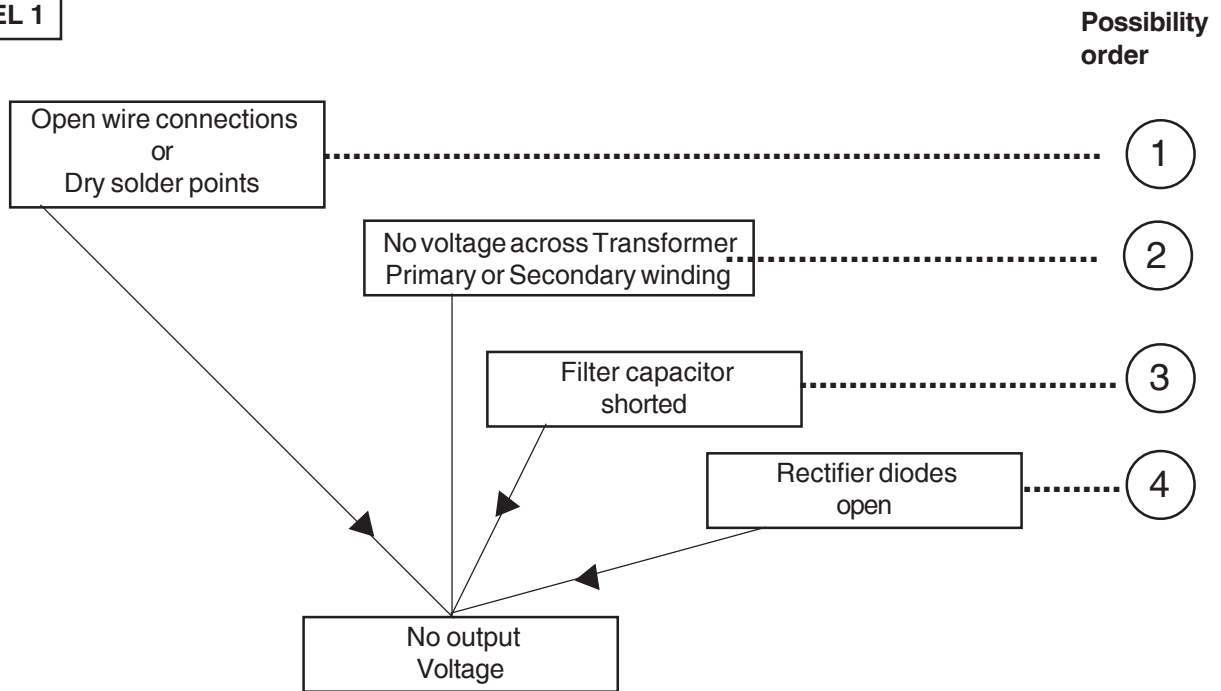 EL 1
Possibility
order
Open wire connections
or
Dry solder points
1
No voltage across Transformer
Primary or Secondary winding
2
Filter capacitor
shorted
3
Rectifier diodes
open
4
No output
Voltage